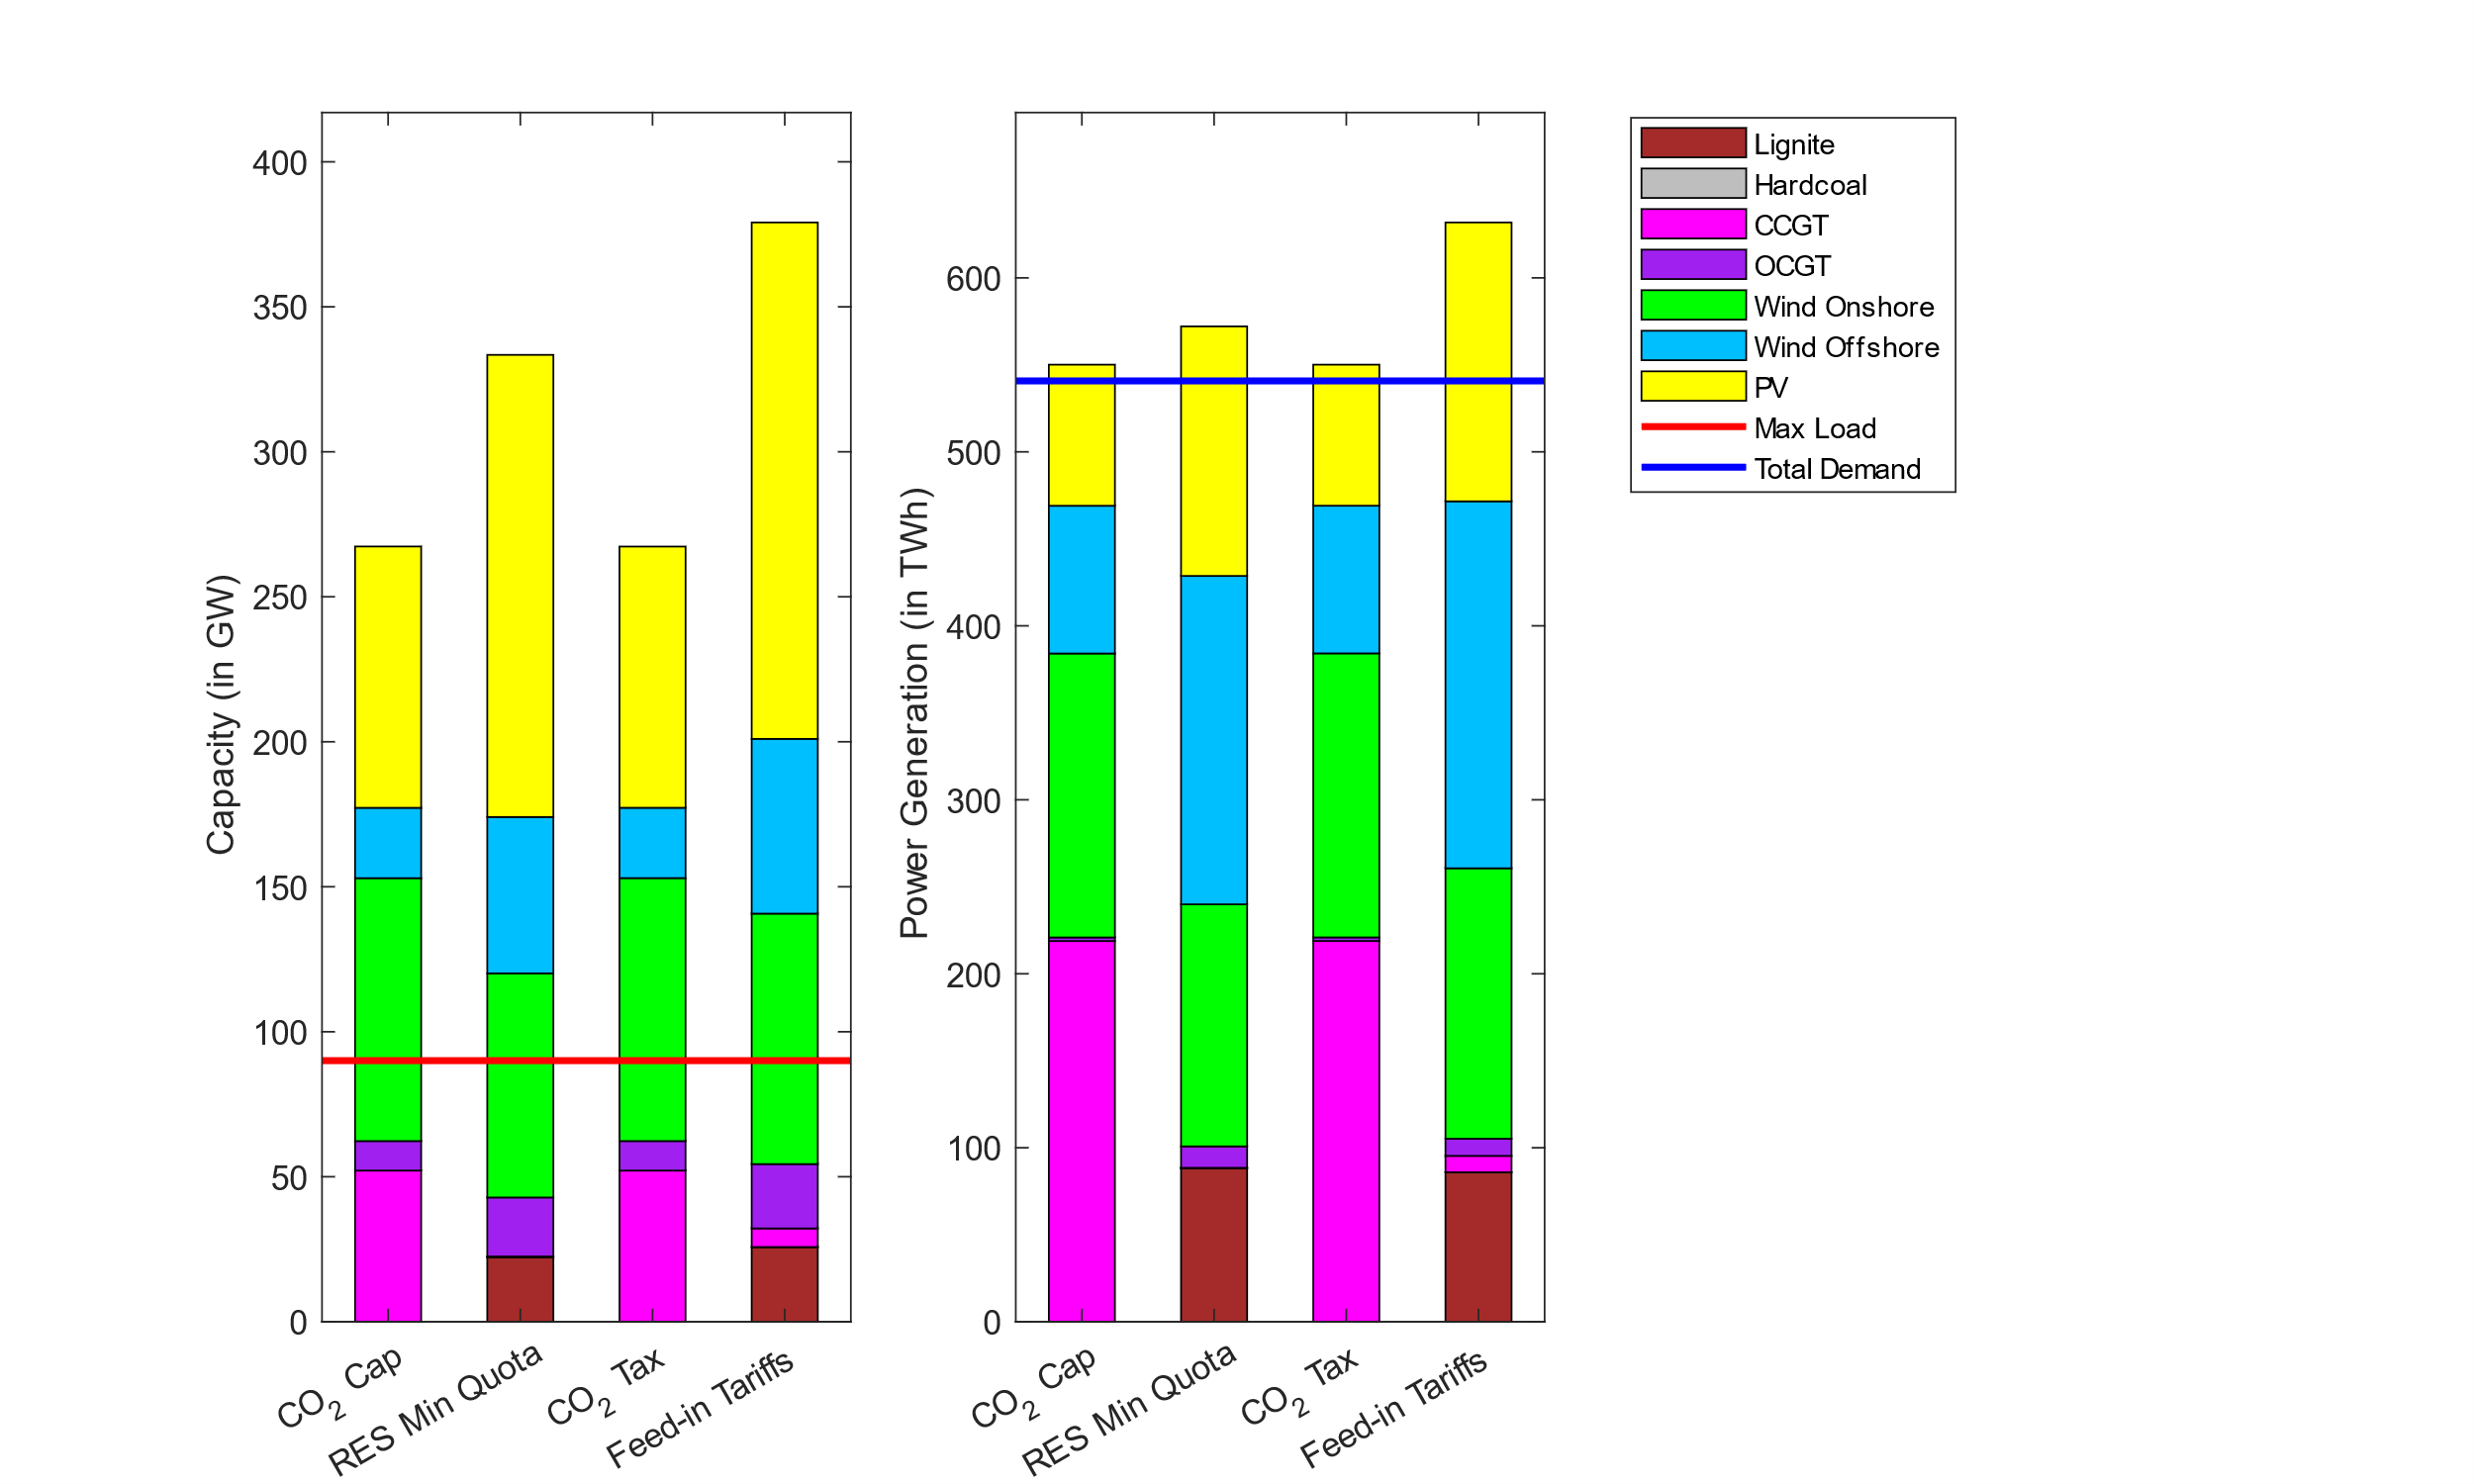 Capacity (in GW)
400
350
300
250
200
150
100
50
0
CO₂ Cap
RES Min Quota
CO₂ Tax
Feed-in Tariffs
Power Generation (in TWh)
600
500
400
300
200
100
0
CO₂ Cap
RES Min Quota
CO₂ Tax
Feed-in Tariffs
Lignite
Hardcoal
CCGT
OCGT
Wind Onshore
Wind Offshore
PV
Max Load
Total Demand